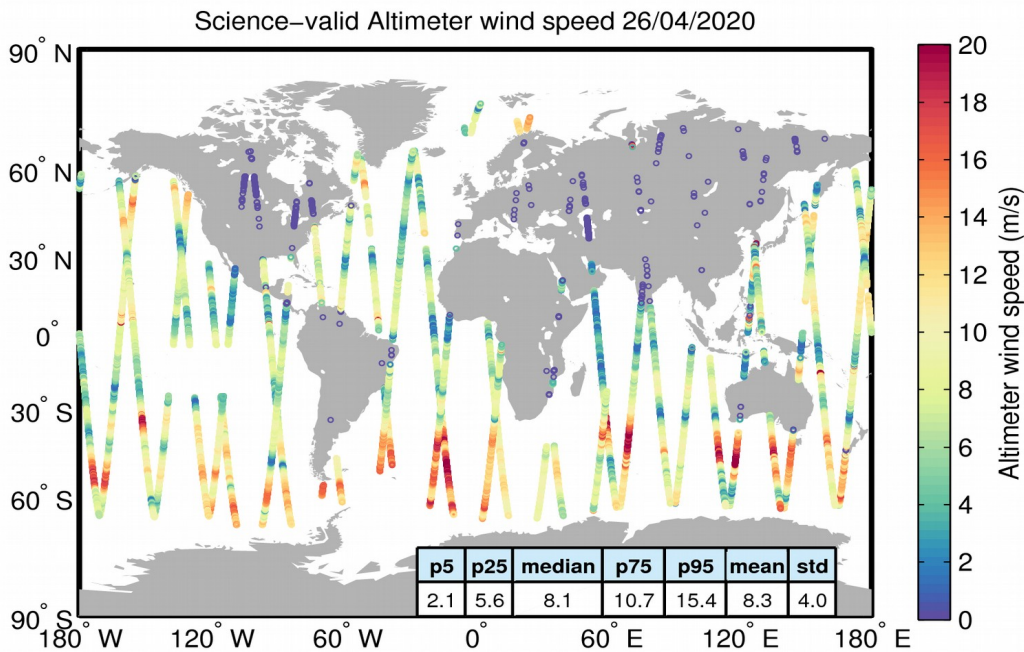 Science−valid Altimeter wind speed 26/04/2020
90° N
60° N
30° N
0°
30° S
60° S
90° S
180° W
120° W
60° W
0°
60° E
120° E
180° E
p5 p25 median p75 p95 mean std
2.1 5.6 8.1 10.7 15.4 8.3 4.0
20
18
16
14
12
10
8
6
4
2
0
Altimeter wind speed (m/s)